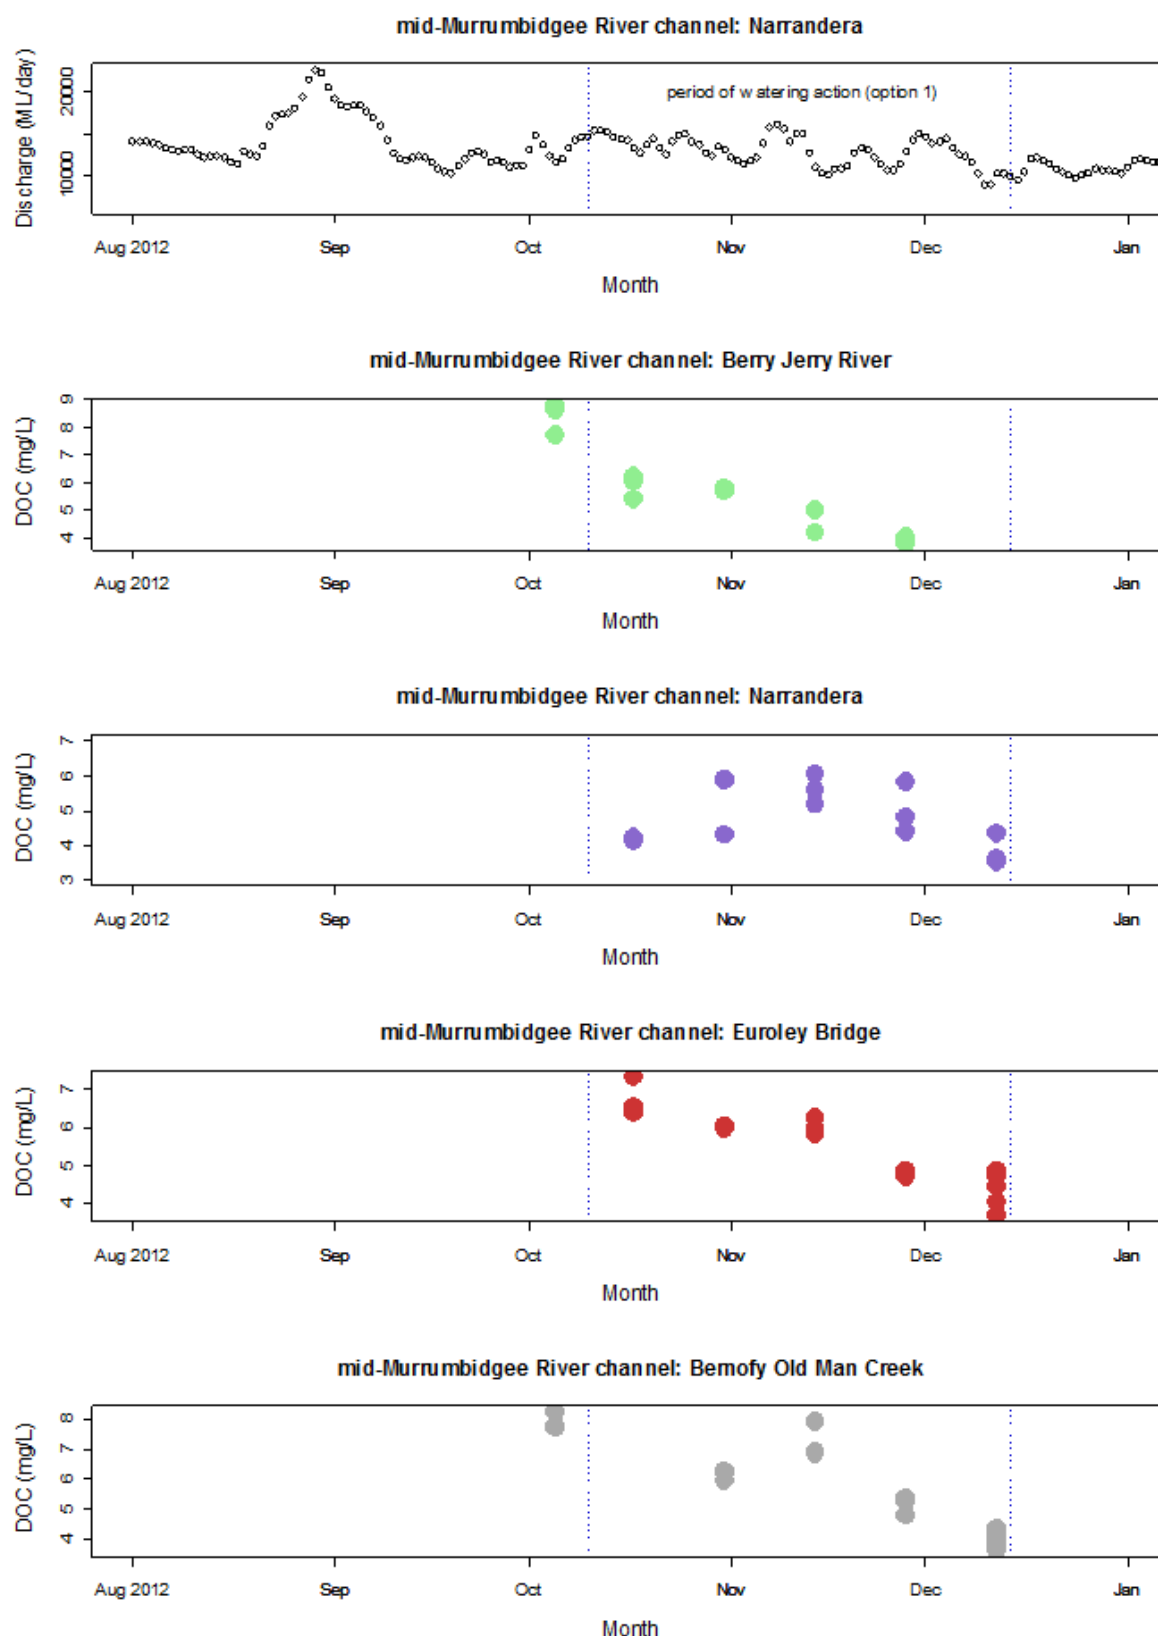 mid-Murrumbidgee River channel: Narrandera
Discharge (ML/day)
20000
10000
period of watering action (option 1)
Aug 2012 Sep Oct Nov Dec Jan
Month
mid-Murrumbidgee River channel: Berry Jerry River
DOC (mg/L)
9
8
7
6
5
4
Aug 2012 Sep Oct Nov Dec Jan
Month
mid-Murrumbidgee River channel: Narrandera
DOC (mg/L)
7
6
5
4
3
Aug 2012 Sep Oct Nov Dec Jan
Month
mid-Murrumbidgee River channel: Euroley Bridge
DOC (mg/L)
7
6
5
4
Aug 2012 Sep Oct Nov Dec Jan
Month
mid-Murrumbidgee River channel: Bernofy Old Man Creek
DOC (mg/L)
8
7
6
5
4
Aug 2012 Sep Oct Nov Dec Jan
Month